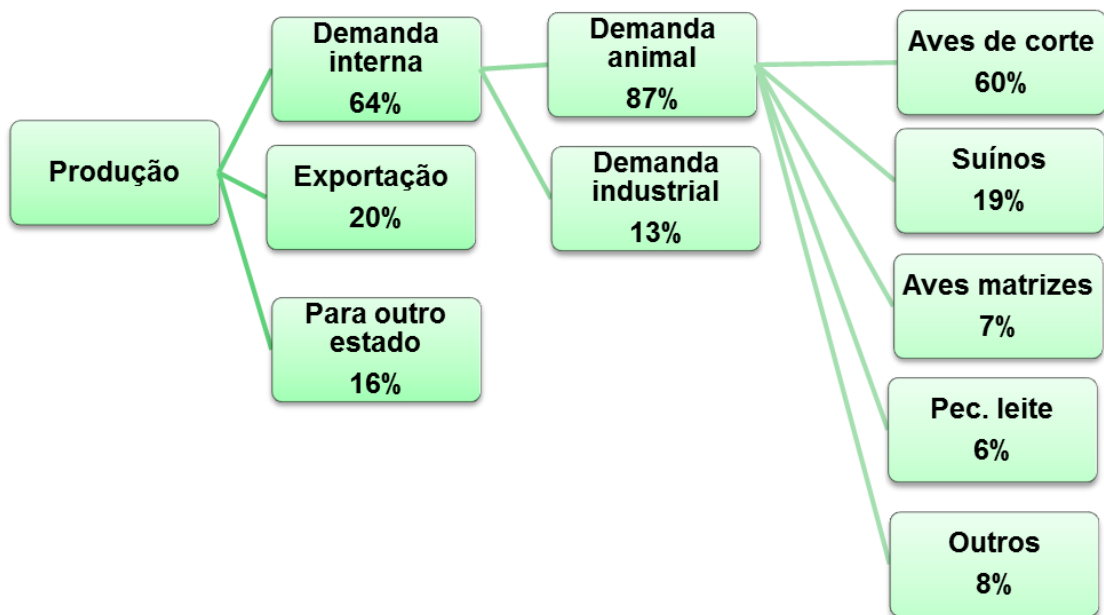 Produção
Demanda
interna
64%
Exportação
20%
Para outro
estado
16%
Demanda
animal
87%
Demanda
industrial
13%
Aves de corte
60%
Suínos
19%
Aves matrizes
7%
Pec. leite
6%
Outros
8%